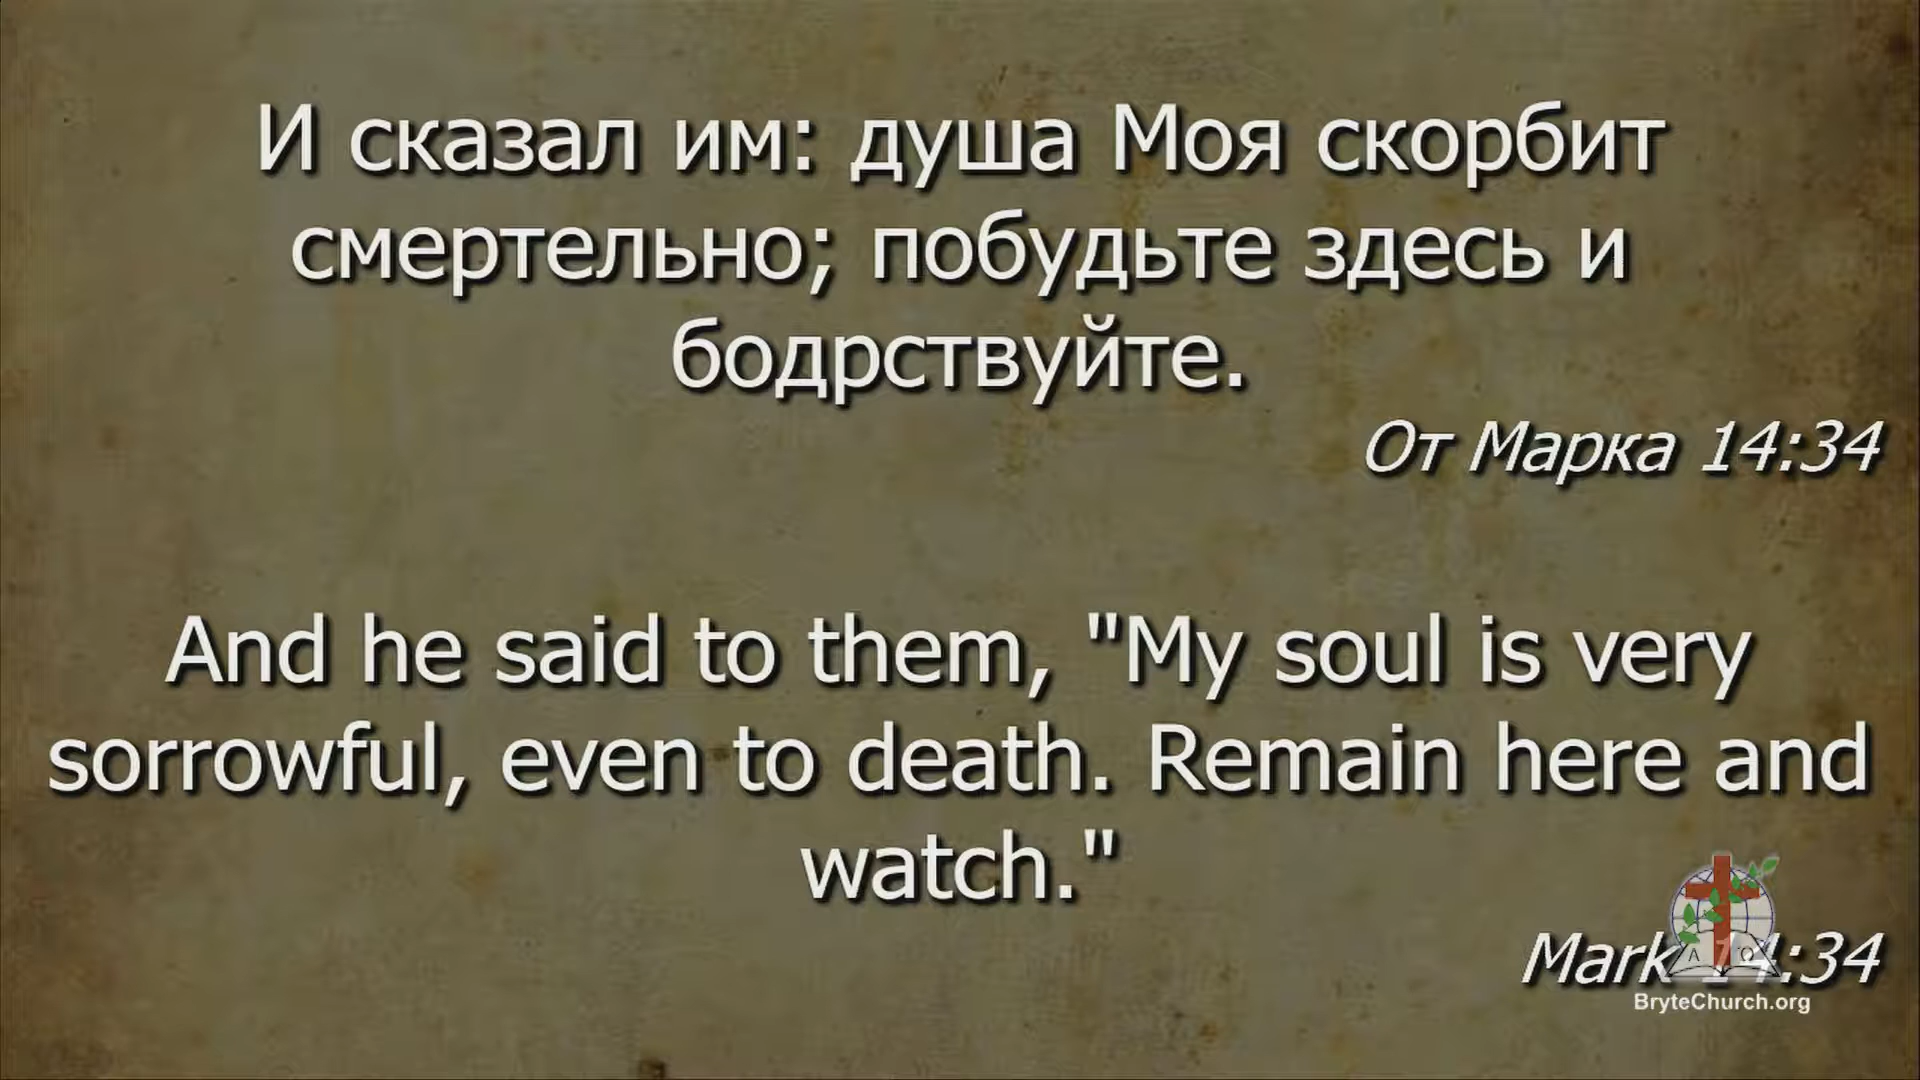 И сказал им: душа Моя скорбит
смертельно; побудьте здесь и
бодрствуйте.
От Марка 14:34
And he said to them, "My soul is very
sorrowful, even to death. Remain here and
watch."
Mark 14:34
A Ω
BryteChurch.org